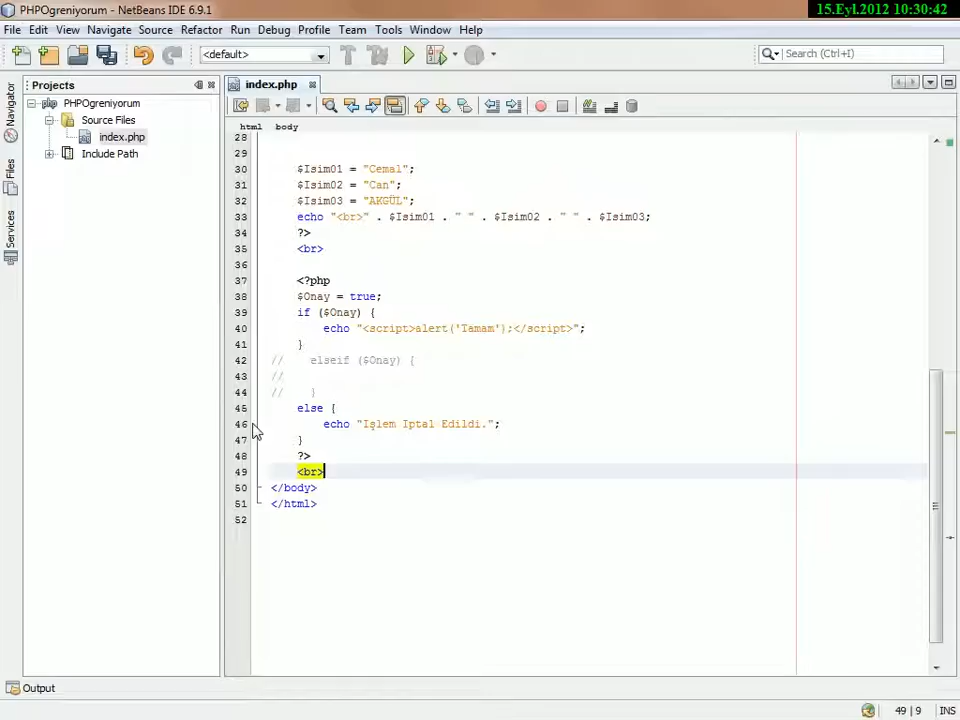 PHPOgreniyorum - NetBeans IDE 6.9.1
15.Eyl.2012 10:30:42
File Edit View Navigate Source Refactor Run Debug Profile Team Tools Window Help
<default>
Search (Ctrl+I)
Projects
index.php
PHPOgreniyorum
Source Files
index.php
Include Path
Navigator
Files
Services
html body
28
29
30 $Isim01 = "Cemal";
31 $Isim02 = "Can";
32 $Isim03 = "AKGÜL";
33 echo "<br>" . $Isim01 . " " . $Isim02 . " " . $Isim03;
34 ?>
35 <br>
36
37 <?php
38 $Onay = true;
39 if ($Onay) {
40 echo "<script>alert('Tamam');</script>";
41 }
42 // elseif ($Onay) {
43 //
44 // }
45 else {
46 echo "Işlem Iptal Edildi.";
47 }
48 ?>
49 <br>
50 </body>
51 </html>
52
Output
49 | 9 INS